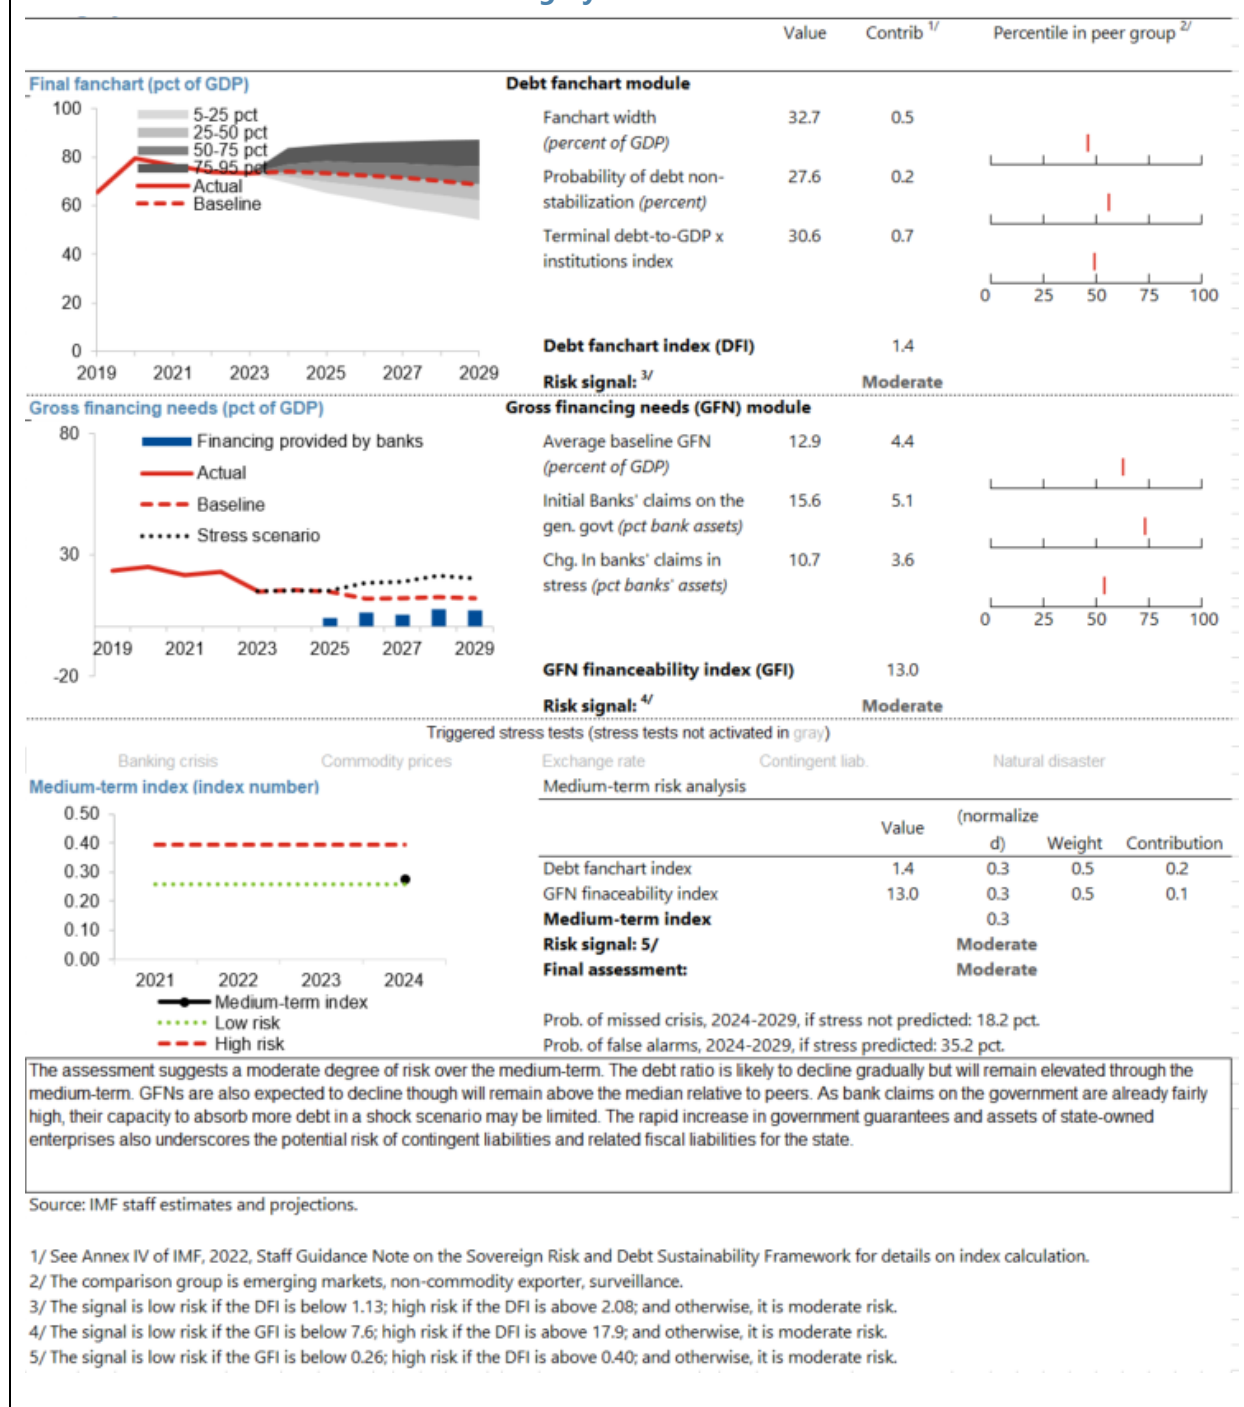 Value Contrib 1/ Percentile in peer group 2/
Final fanchart (pct of GDP)
100
80
60
40
20
0
5-25 pct
25-50 pct
50-75 pct
75-95 pct
Actual
Baseline
2019 2021 2023 2025 2027 2029
Debt fanchart module
Fanchart width 32.7 0.5
(percent of GDP)
Probability of debt non- 27.6 0.2
stabilization (percent)
Terminal debt-to-GDP x 30.6 0.7
institutions index
0 25 50 75 100
Debt fanchart index (DFI) 1.4
Risk signal: 3/ Moderate
Gross financing needs (pct of GDP)
80
30
-20
Financing provided by banks
Actual
Baseline
Stress scenario
2019 2021 2023 2025 2027 2029
Gross financing needs (GFN) module
Average baseline GFN 12.9 4.4
(percent of GDP)
Initial Banks' claims on the 15.6 5.1
gen. govt (pct bank assets)
Chg. In banks' claims in 10.7 3.6
stress (pct banks' assets)
0 25 50 75 100
GFN financeability index (GFI) 13.0
Risk signal: 4/ Moderate
Triggered stress tests (stress tests not activated in gray)
Banking crisis Commodity prices Exchange rate Contingent liab. Natural disaster
Medium-term index (index number)
0.50
0.40
0.30
0.20
0.10
0.00
2021 2022 2023 2024
Medium-term index
Low risk
High risk
Medium-term risk analysis
Value (normalize
d) Weight Contribution
Debt fanchart index 1.4 0.3 0.5 0.2
GFN finaceability index 13.0 0.3 0.5 0.1
Medium-term index 0.3
Risk signal: 5/ Moderate
Final assessment: Moderate
Prob. of missed crisis, 2024-2029, if stress not predicted: 18.2 pct.
Prob. of false alarms, 2024-2029, if stress predicted: 35.2 pct.
The assessment suggests a moderate degree of risk over the medium-term. The debt ratio is likely to decline gradually but will remain elevated through the
medium-term. GFNs are also expected to decline though will remain above the median relative to peers. As bank claims on the government are already fairly
high, their capacity to absorb more debt in a shock scenario may be limited. The rapid increase in government guarantees and assets of state-owned
enterprises also underscores the potential risk of contingent liabilities and related fiscal liabilities for the state.
Source: IMF staff estimates and projections.
1/ See Annex IV of IMF, 2022, Staff Guidance Note on the Sovereign Risk and Debt Sustainability Framework for details on index calculation.
2/ The comparison group is emerging markets, non-commodity exporter, surveillance.
3/ The signal is low risk if the DFI is below 1.13; high risk if the DFI is above 2.08; and otherwise, it is moderate risk.
4/ The signal is low risk if the GFI is below 7.6; high risk if the DFI is above 17.9; and otherwise, it is moderate risk.
5/ The signal is low risk if the GFI is below 0.26; high risk if the DFI is above 0.40; and otherwise, it is moderate risk.